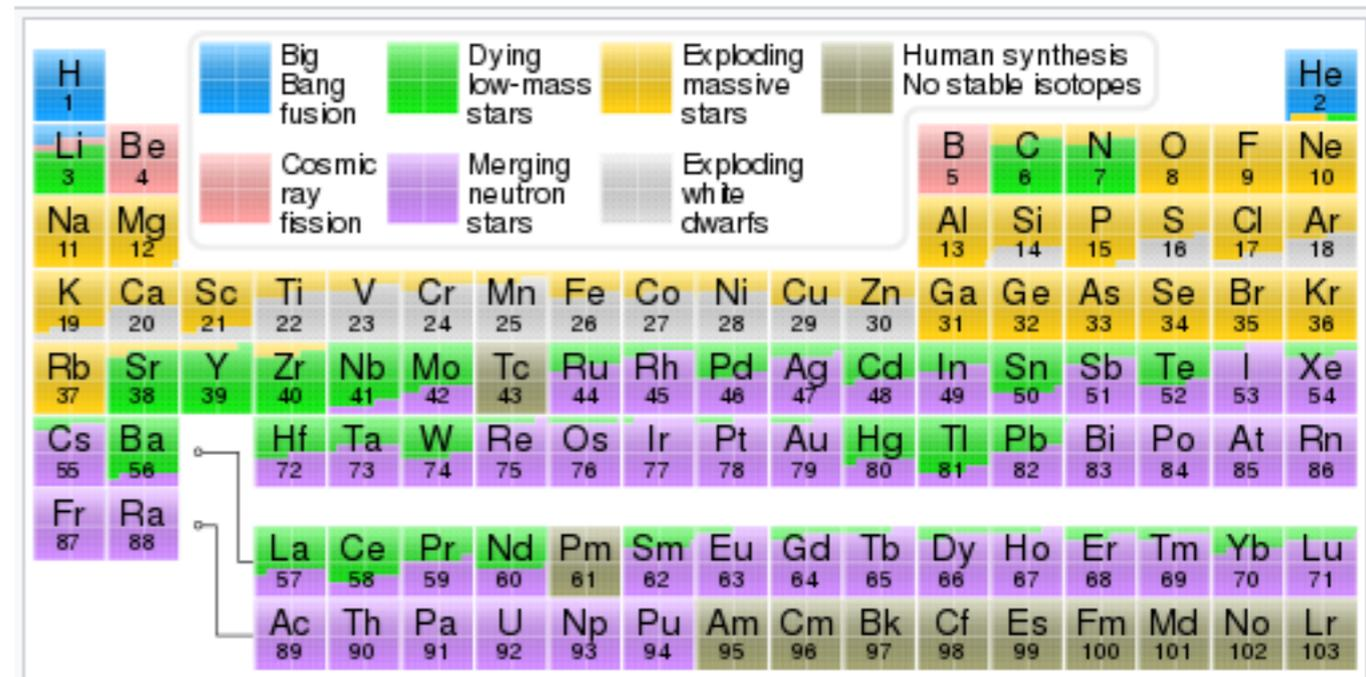 H
1
Big
Bang
fusion
Dying
low-mass
stars
Exploding
massive
stars
Human synthesis
No stable isotopes
He
2
Cosmic
ray
fission
Merging
neutron
stars
Exploding
white
dwarfs
Li Be B C N O F Ne
3 4 5 6 7 8 9 10
Na Mg Al Si P S Cl Ar
11 12 13 14 15 16 17 18
K Ca Sc Ti V Cr Mn Fe Co Ni Cu Zn Ga Ge As Se Br Kr
19 20 21 22 23 24 25 26 27 28 29 30 31 32 33 34 35 36
Rb Sr Y Zr Nb Mo Tc Ru Rh Pd Ag Cd In Sn Sb Te I Xe
37 38 39 40 41 42 43 44 45 46 47 48 49 50 51 52 53 54
Cs Ba Hf Ta W Re Os Ir Pt Au Hg Tl Pb Bi Po At Rn
55 56 72 73 74 75 76 77 78 79 80 81 82 83 84 85 86
Fr Ra
87 88
La Ce Pr Nd Pm Sm Eu Gd Tb Dy Ho Er Tm Yb Lu
57 58 59 60 61 62 63 64 65 66 67 68 69 70 71
Ac Th Pa U Np Pu Am Cm Bk Cf Es Fm Md No Lr
89 90 91 92 93 94 95 96 97 98 99 100 101 102 103